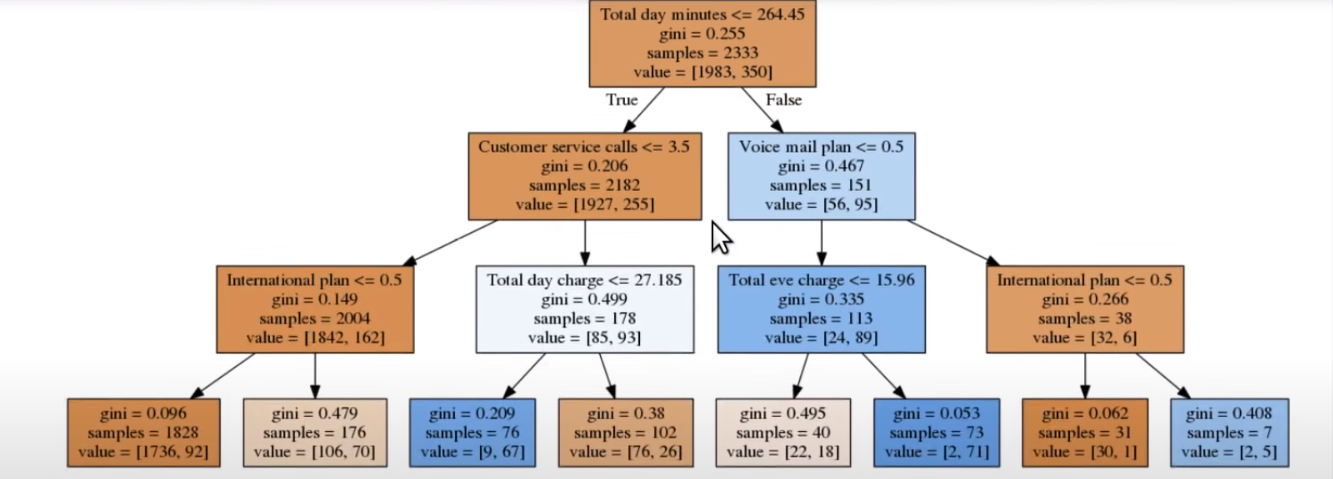 Total day minutes <= 264.45
gini = 0.255
samples = 2333
value = [1983, 350]
True
False
Customer service calls <= 3.5
gini = 0.206
samples = 2182
value = [1927, 255]
Voice mail plan <= 0.5
gini = 0.467
samples = 151
value = [56, 95]
International plan <= 0.5
gini = 0.149
samples = 2004
value = [1842, 162]
Total day charge <= 27.185
gini = 0.499
samples = 178
value = [85, 93]
Total eve charge <= 15.96
gini = 0.335
samples = 113
value = [24, 89]
International plan <= 0.5
gini = 0.266
samples = 38
value = [32, 6]
gini = 0.096
samples = 1828
value = [1736, 92]
gini = 0.479
samples = 176
value = [106, 70]
gini = 0.209
samples = 76
value = [9, 67]
gini = 0.38
samples = 102
value = [76, 26]
gini = 0.495
samples = 40
value = [22, 18]
gini = 0.053
samples = 73
value = [2, 71]
gini = 0.062
samples = 31
value = [30, 1]
gini = 0.408
samples = 7
value = [2, 5]